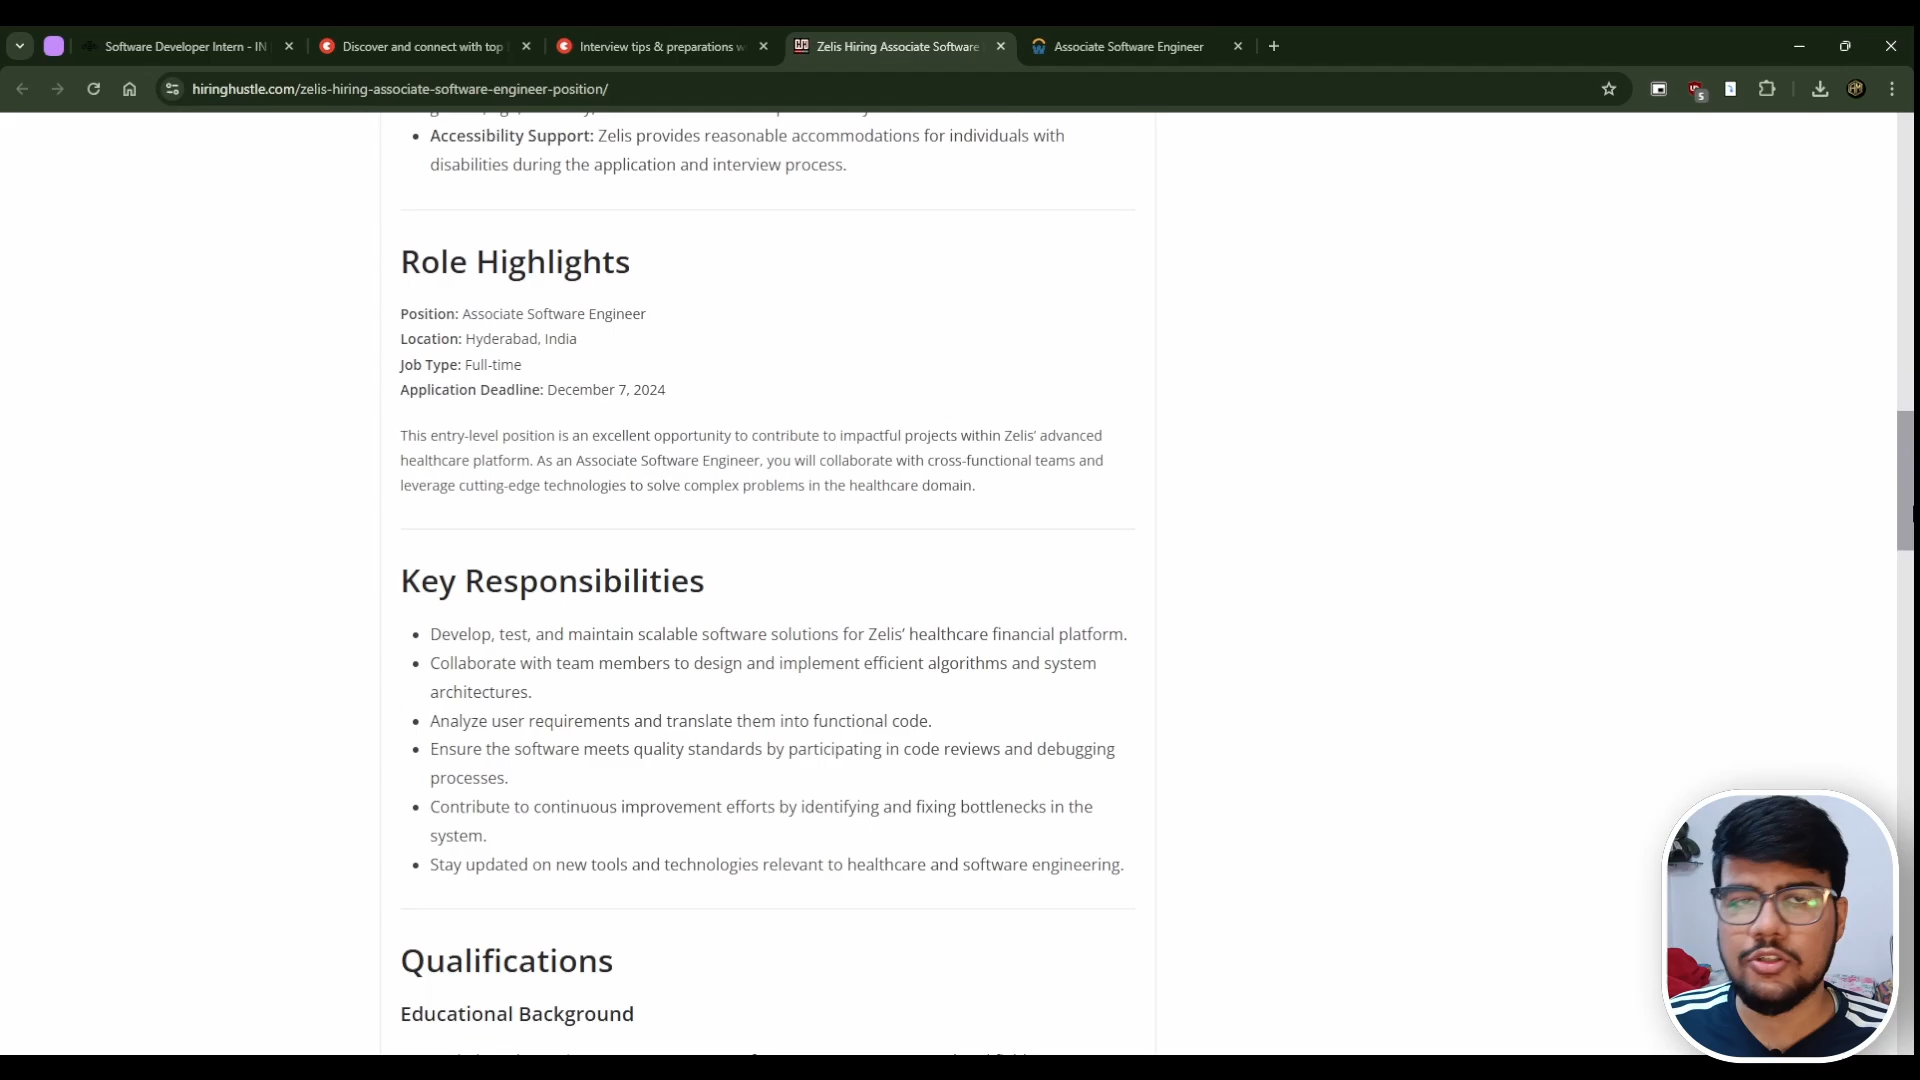 Software Developer Intern - IN
Discover and connect with top
Interview tips & preparations w
Zelis Hiring Associate Software
Associate Software Engineer
hiringhustle.com/zelis-hiring-associate-software-engineer-position/
5
• Accessibility Support: Zelis provides reasonable accommodations for individuals with
disabilities during the application and interview process.
Role Highlights
Position: Associate Software Engineer
Location: Hyderabad, India
Job Type: Full-time
Application Deadline: December 7, 2024
This entry-level position is an excellent opportunity to contribute to impactful projects within Zelis’ advanced
healthcare platform. As an Associate Software Engineer, you will collaborate with cross-functional teams and
leverage cutting-edge technologies to solve complex problems in the healthcare domain.
Key Responsibilities
• Develop, test, and maintain scalable software solutions for Zelis’ healthcare financial platform.
• Collaborate with team members to design and implement efficient algorithms and system
architectures.
• Analyze user requirements and translate them into functional code.
• Ensure the software meets quality standards by participating in code reviews and debugging
processes.
• Contribute to continuous improvement efforts by identifying and fixing bottlenecks in the
system.
• Stay updated on new tools and technologies relevant to healthcare and software engineering.
Qualifications
Educational Background